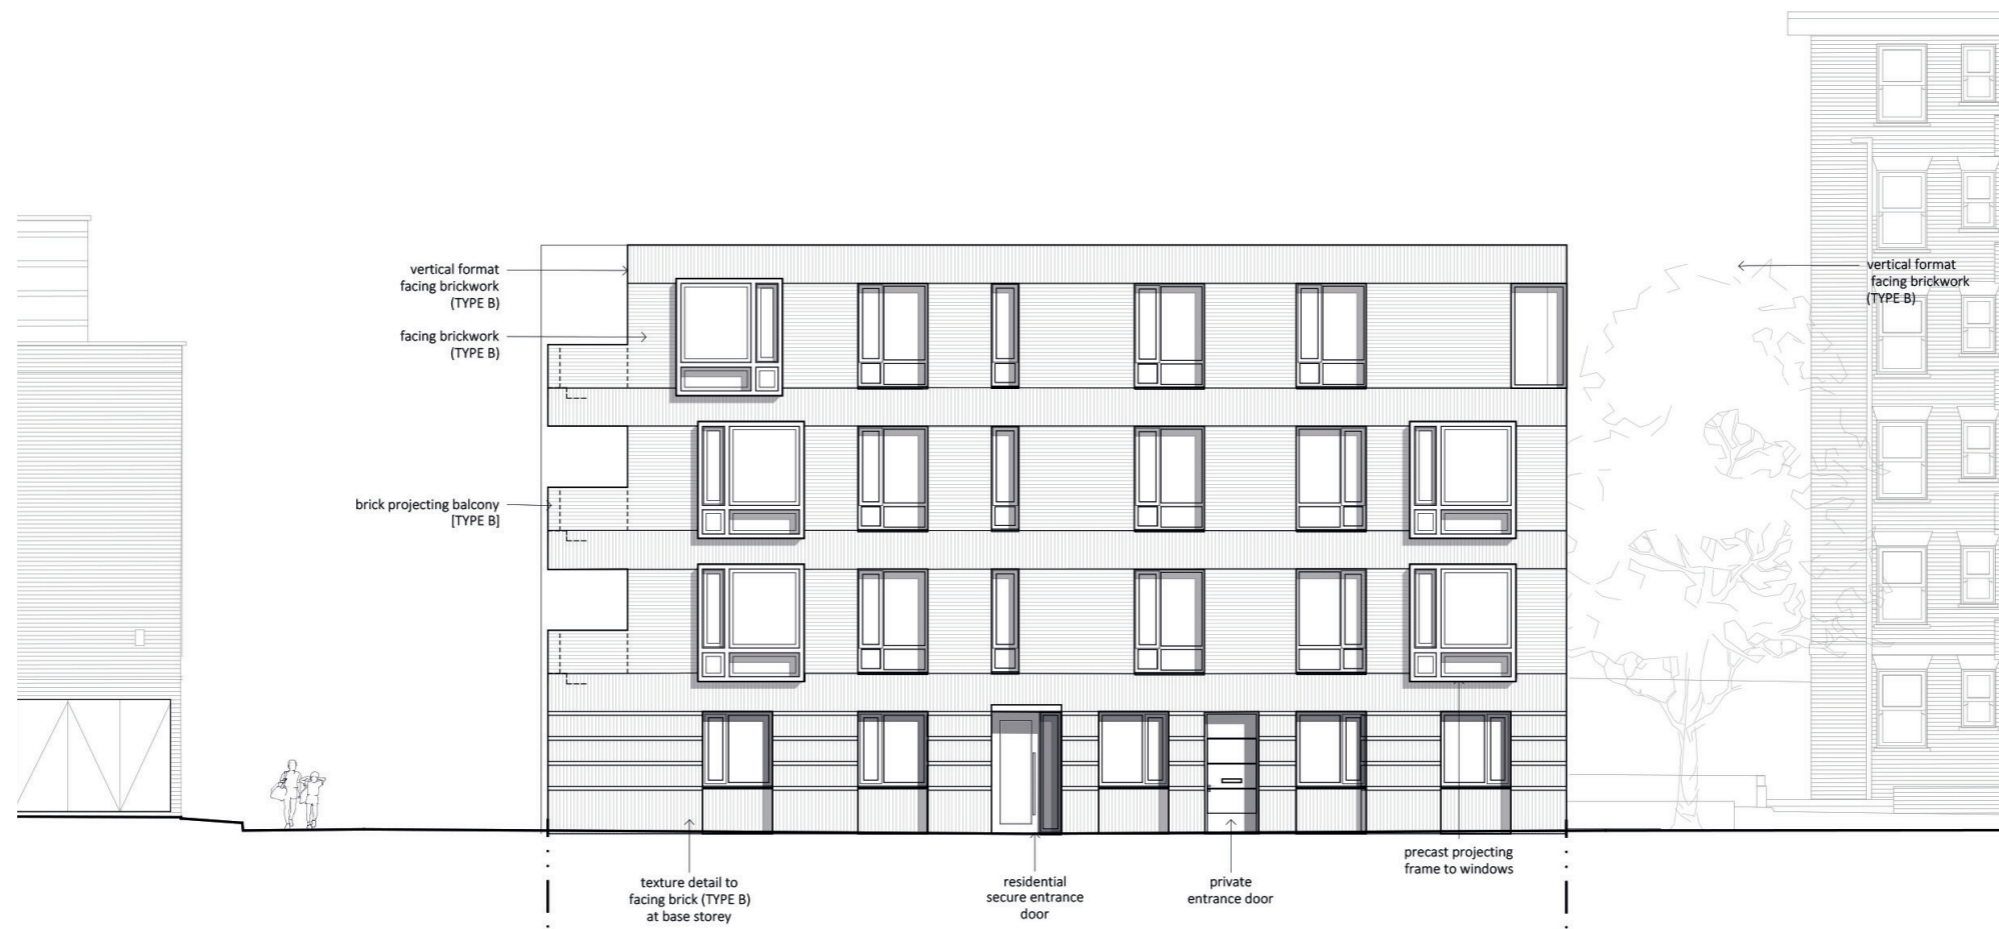 vertical format
facing brickwork
(TYPE B)
facing brickwork
(TYPE B)
brick projecting balcony
[TYPE B]
vertical format
facing brickwork
(TYPE B)
texture detail to
facing brick (TYPE B)
at base storey
residential
secure entrance
door
private
entrance door
precast projecting
frame to windows